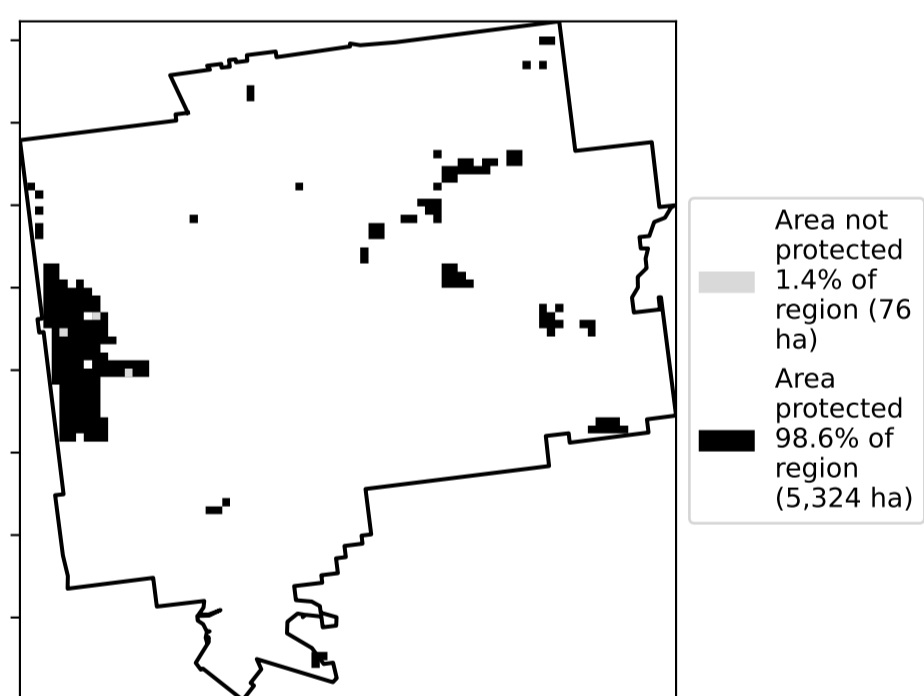 Area not
protected
1.4% of
region (76
ha)
Area
protected
98.6% of
region
(5,324 ha)